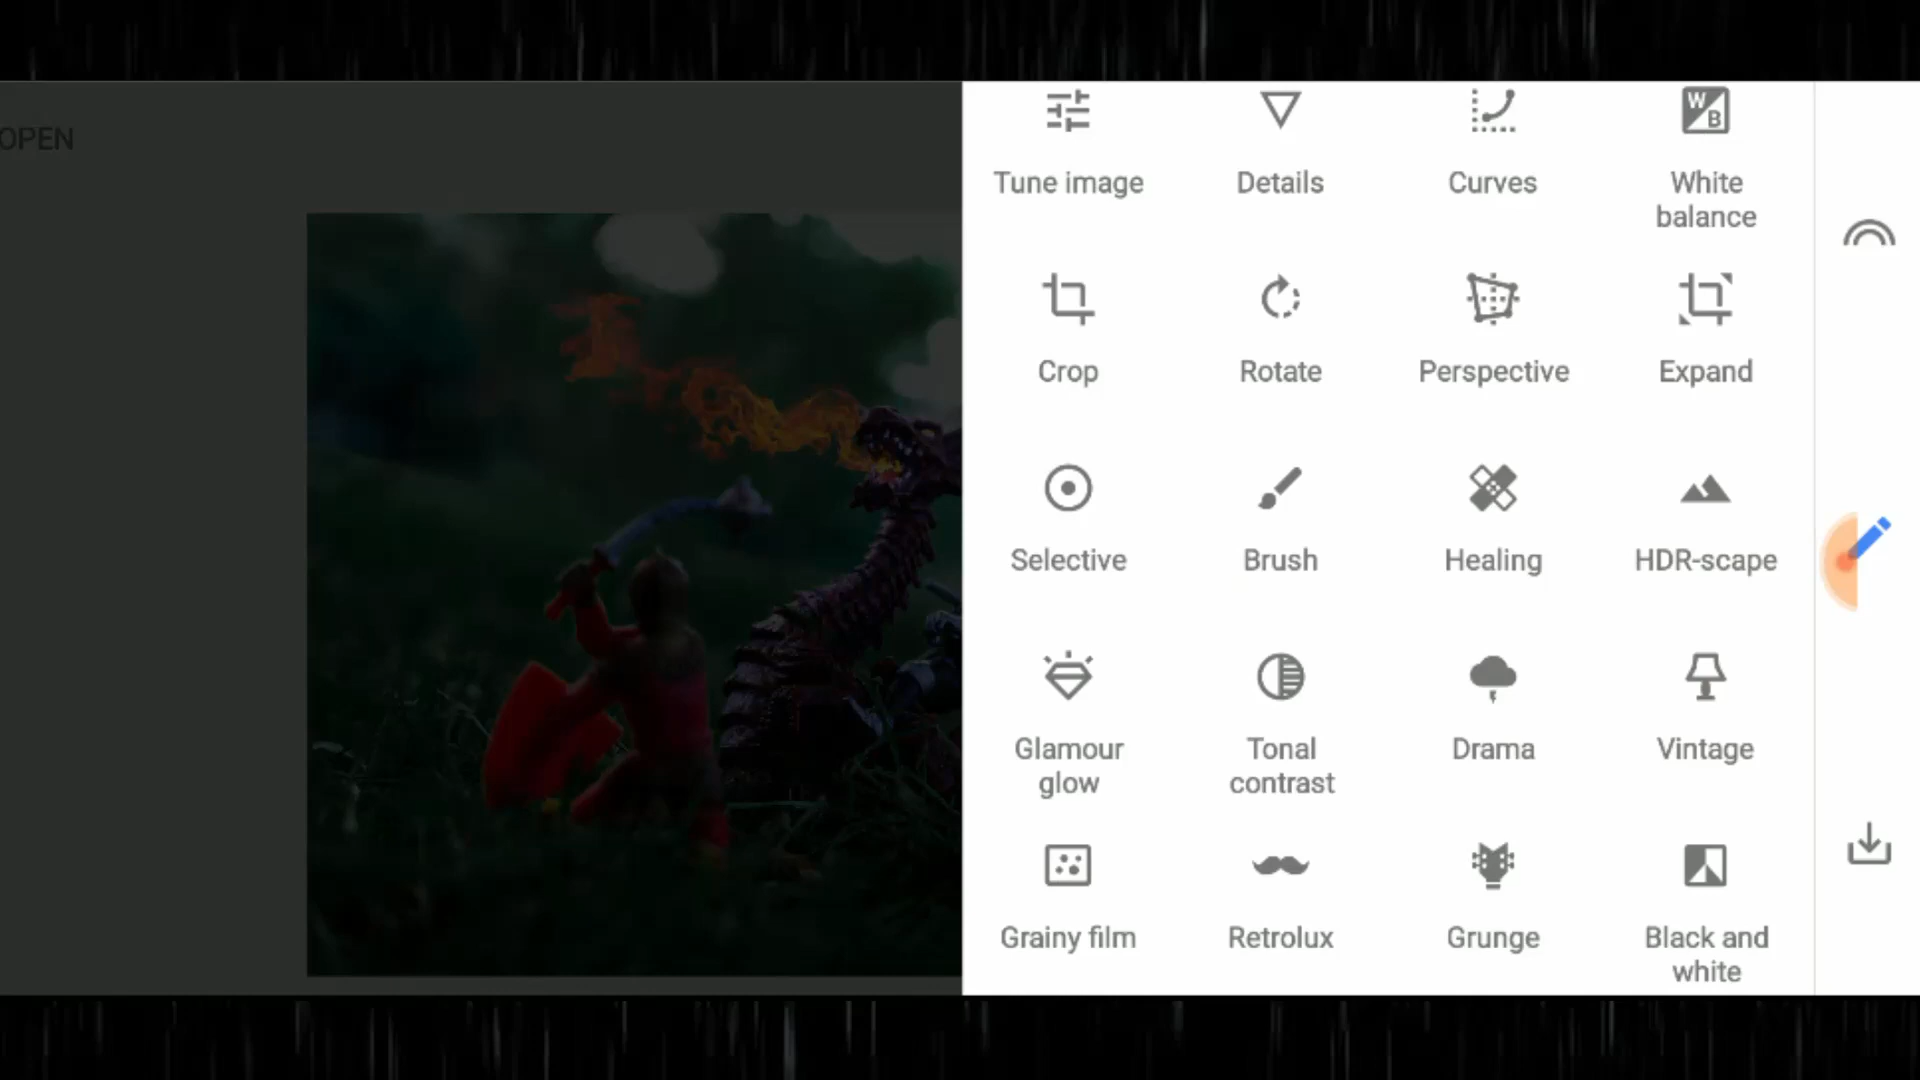 OPEN
Tune image
Details
Curves
White
balance
Crop
Rotate
Perspective
Expand
Selective
Brush
Healing
HDR-scape
Glamour
glow
Tonal
contrast
Drama
Vintage
Grainy film
Retrolux
Grunge
Black and
white